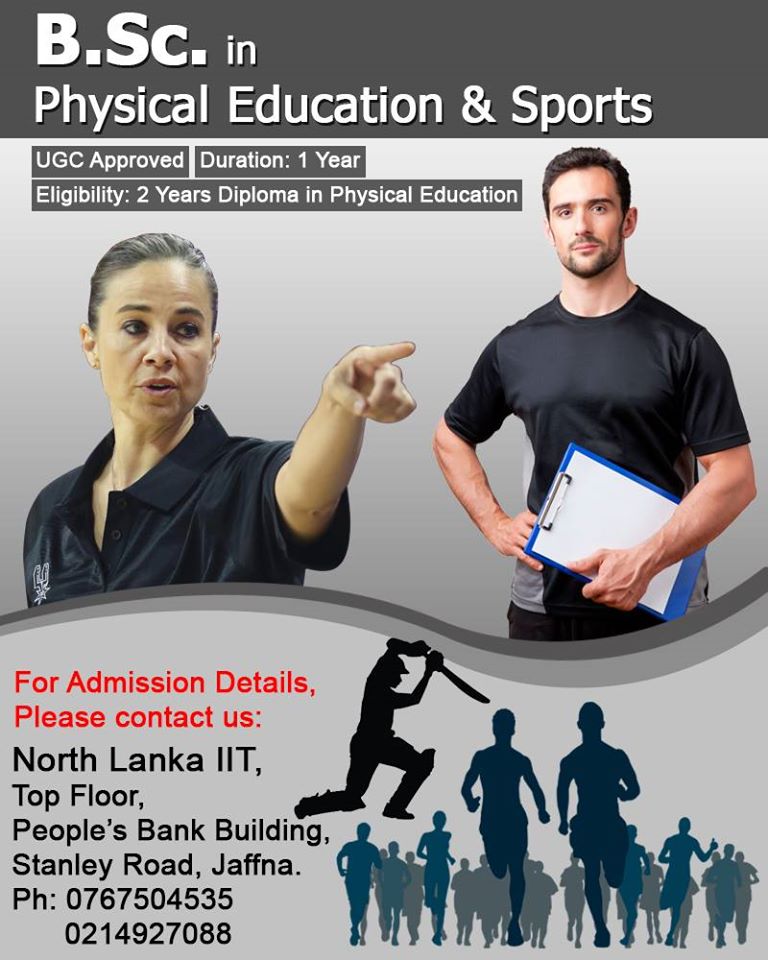 B.Sc. in
Physical Education & Sports
UGC Approved Duration: 1 Year
Eligibility: 2 Years Diploma in Physical Education
For Admission Details,
Please contact us:
North Lanka IIT,
Top Floor,
People’s Bank Building,
Stanley Road, Jaffna.
Ph: 0767504535
0214927088